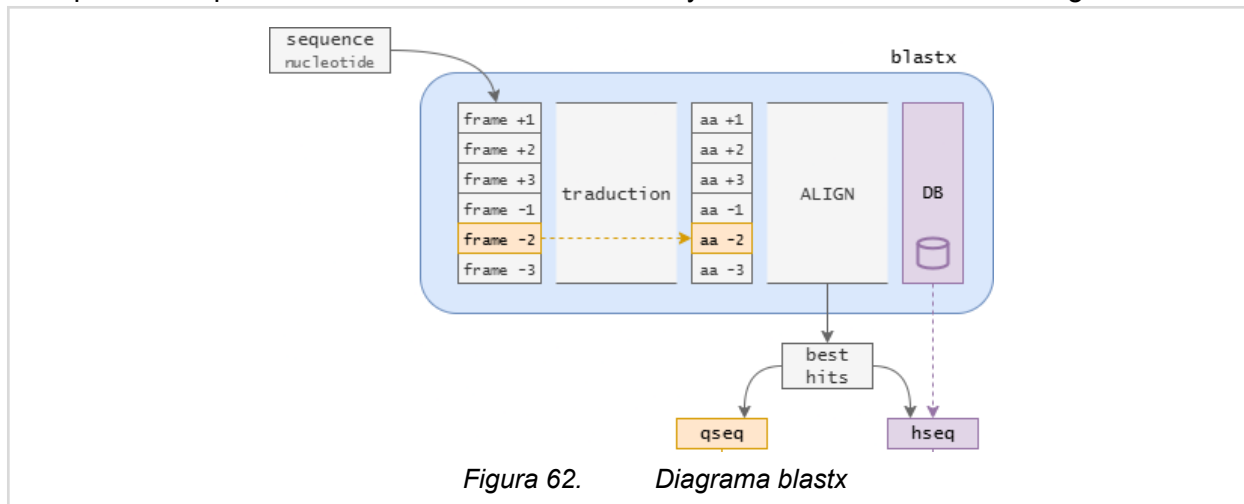 sequence
nucleotide
blastx
frame +1
frame +2
frame +3
frame -1
frame -2
frame -3
traduction
aa +1
aa +2
aa +3
aa -1
aa -2
aa -3
ALIGN
DB
best
hits
qseq
hseq
Figura 62. Diagrama blastx